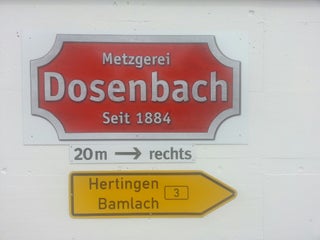 Metzgerei
Dosenbach
Seit 1884
20m → rechts
Hertingen
3
Bamlach